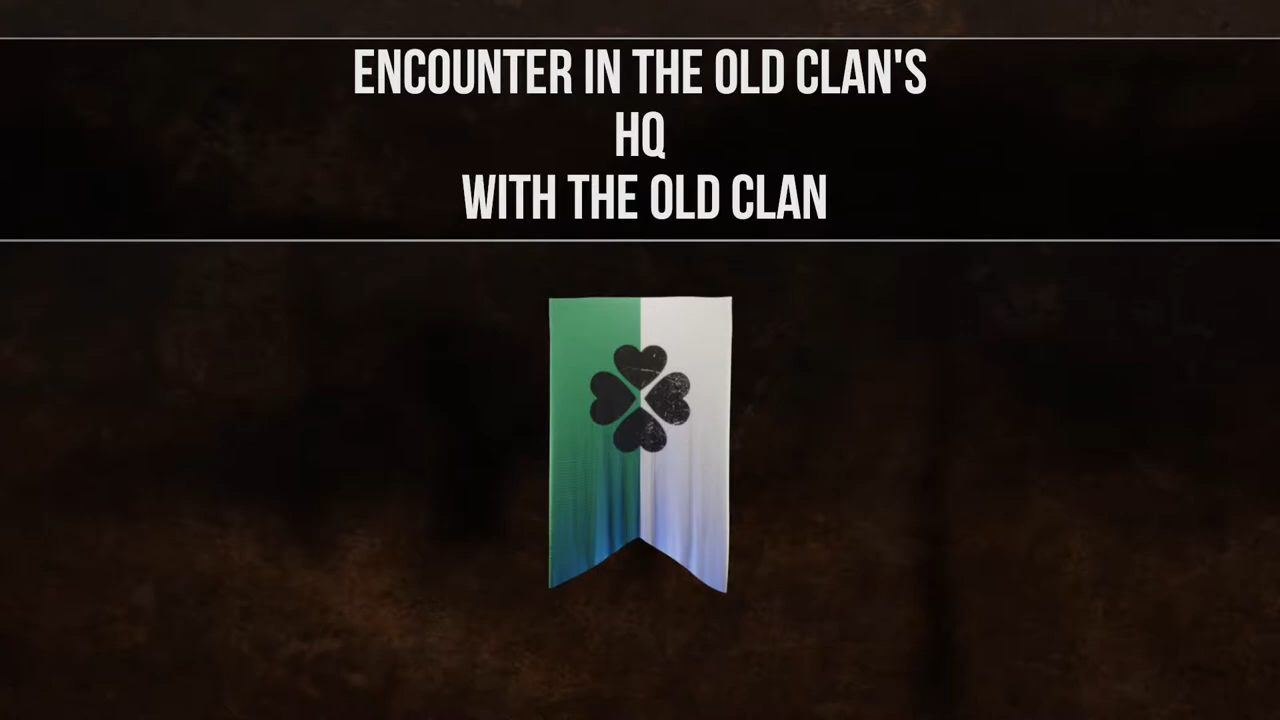 ENCOUNTER IN THE OLD CLAN'S
HQ
WITH THE OLD CLAN